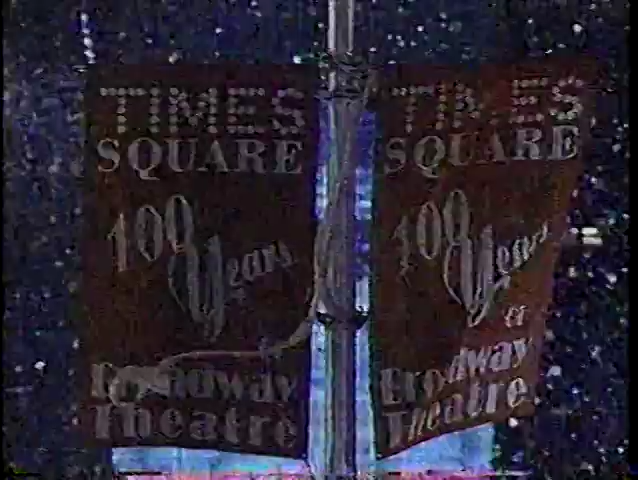 TIMES
SQUARE
100
Years
Broadway
Theatre
TIMES
SQUARE
100
Years
of
Broadway
Theatre